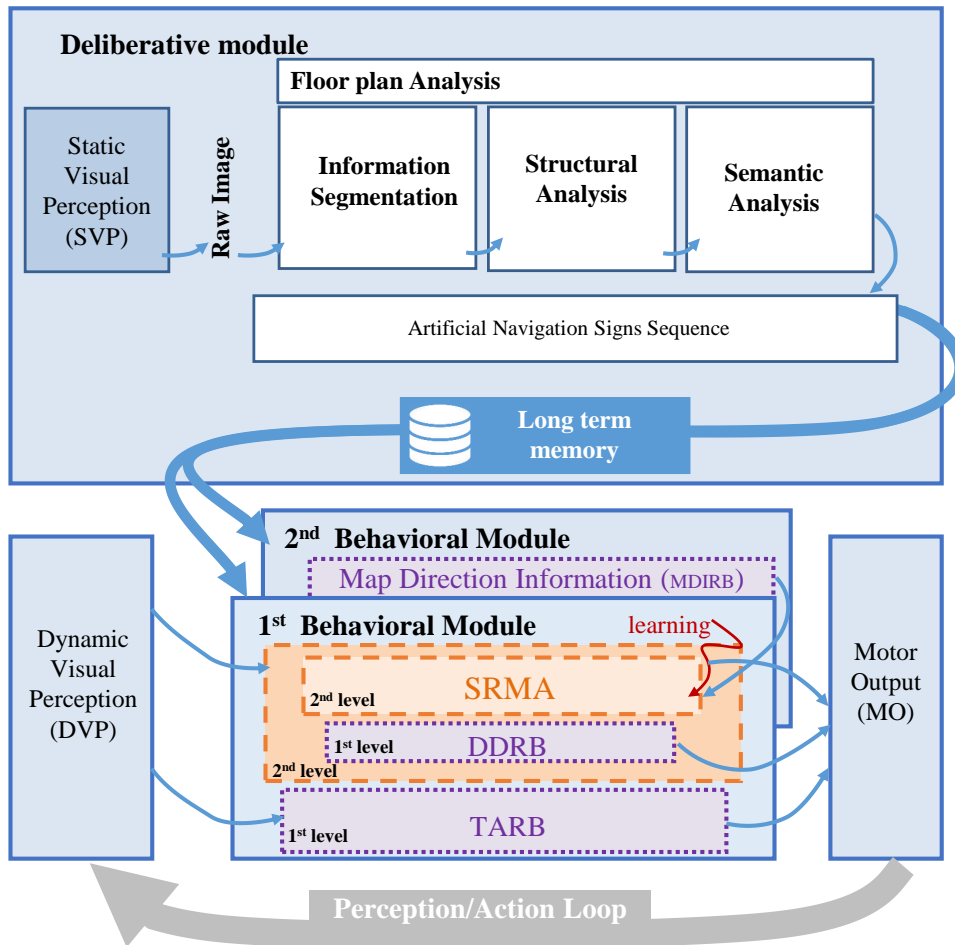 Deliberative module
Floor plan Analysis
Static
Visual
Perception
(SVP)
Raw Image
Information
Segmentation
Structural
Analysis
Semantic
Analysis
Artificial Navigation Signs Sequence
Long term
memory
2nd Behavioral Module
Map Direction Information (MDIRB)
1st Behavioral Module
learning
Dynamic
Visual
Perception
(DVP)
SRMA
2nd level
1st level
DDRB
2nd level
TARB
1st level
Motor
Output
(MO)
Perception/Action Loop